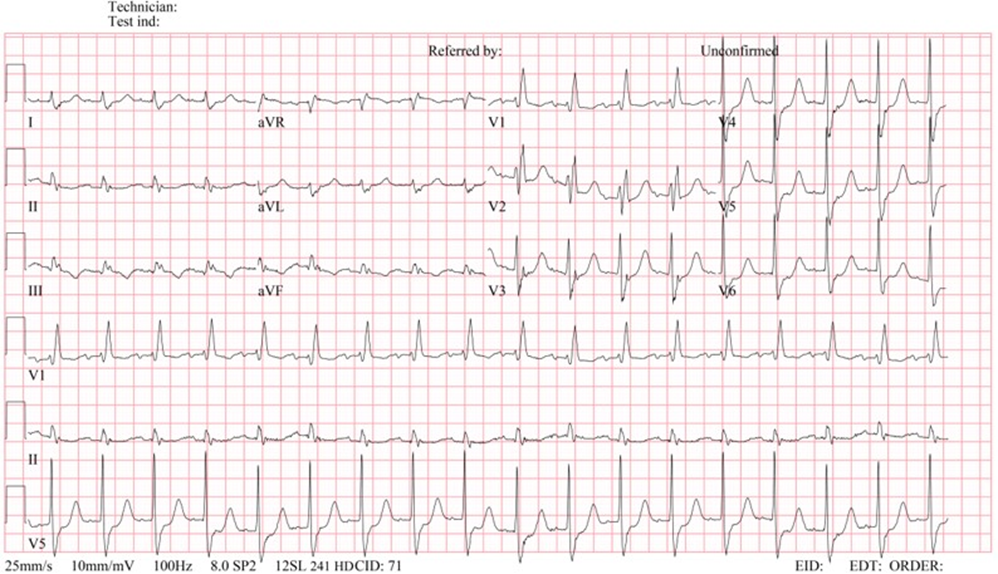 Technician:
Test ind:
Referred by: Unconfirmed
I aVR V1 V4
II aVL V2 V5
III aVF V3 V6
V1
II
V5
25mm/s 10mm/mV 100Hz 8.0 SP2 12SL 241 HDCID: 71 EID: EDT: ORDER: